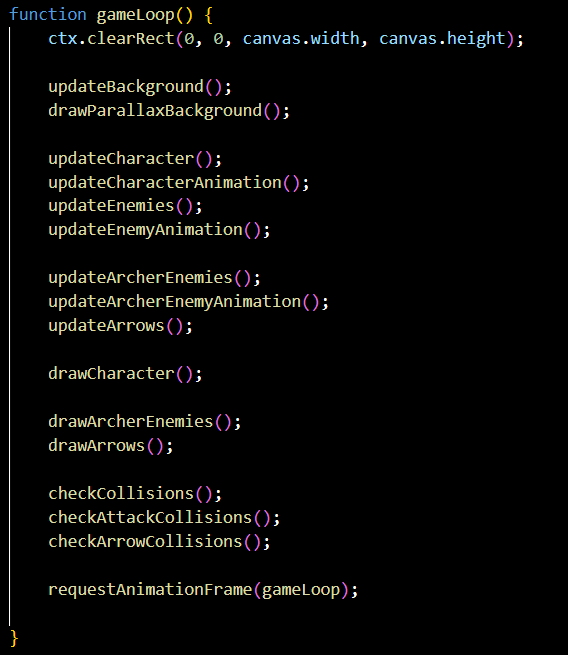 function gameLoop() {
ctx.clearRect(0, 0, canvas.width, canvas.height);
updateBackground();
drawParallaxBackground();
updateCharacter();
updateCharacterAnimation();
updateEnemies();
updateEnemyAnimation();
updateArcherEnemies();
updateArcherEnemyAnimation();
updateArrows();
drawCharacter();
drawArcherEnemies();
drawArrows();
checkCollisions();
checkAttackCollisions();
checkArrowCollisions();
requestAnimationFrame(gameLoop);
}